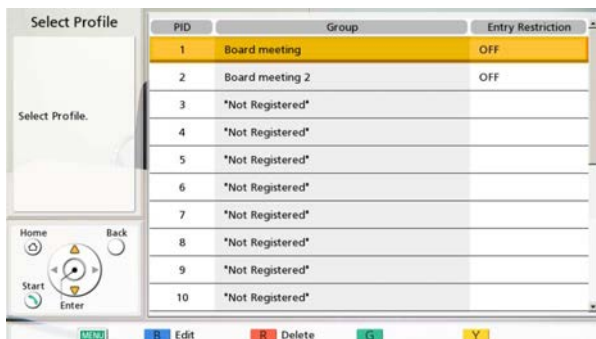 Select Profile
PID Group Entry Restriction
1 Board meeting OFF
2 Board meeting 2 OFF
3 "Not Registered"
4 "Not Registered"
5 "Not Registered"
6 "Not Registered"
7 "Not Registered"
8 "Not Registered"
9 "Not Registered"
10 "Not Registered"
Select Profile.
Home Back
Start
Enter
MENU B Edit R Delete G Y